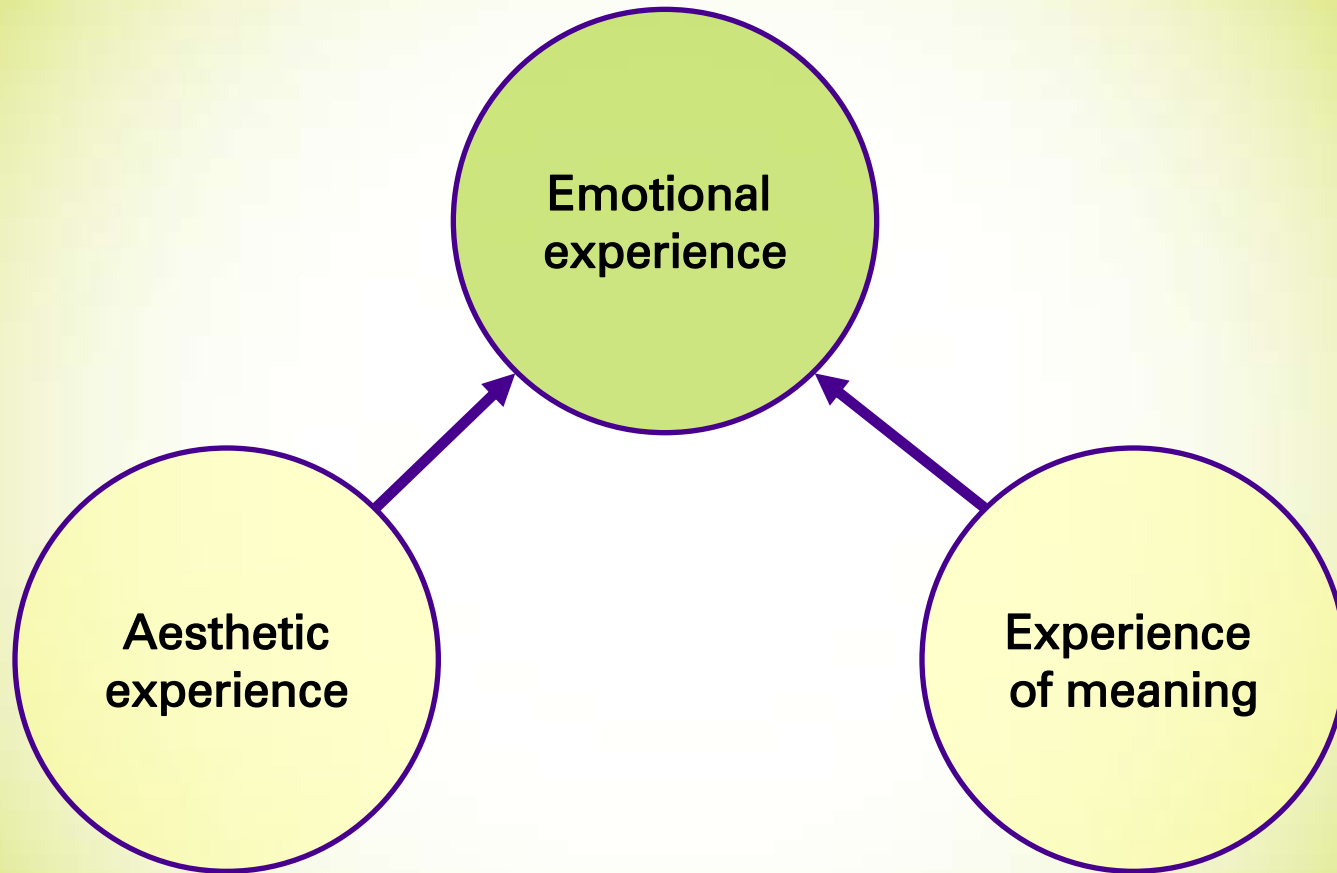 Emotional
experience
Aesthetic
experience
Experience
of meaning